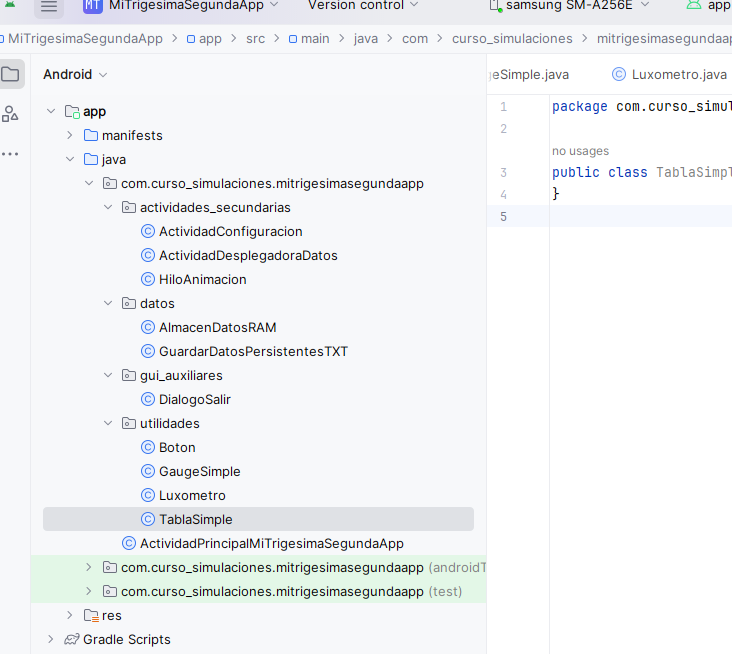 MT MiTrigesimaSegundaApp Version control samsung SM-A256E app
MiTrigesimaSegundaApp > app > src > main > java > com > curso_simulaciones > mitrigesimasegundaap
Android
eSimple.java Luxometro.java
app
manifests
java
com.curso_simulaciones.mitrigesimasegundaapp
actividades_secundarias
ActividadConfiguracion
ActividadDesplegadoraDatos
HiloAnimacion
datos
AlmacenDatosRAM
GuardarDatosPersistentesTXT
gui_auxiliares
DialogoSalir
utilidades
Boton
GaugeSimple
Luxometro
TablaSimple
ActividadPrincipalMiTrigesimaSegundaApp
com.curso_simulaciones.mitrigesimasegundaapp (androidT
com.curso_simulaciones.mitrigesimasegundaapp (test)
res
Gradle Scripts
1 package com.curso_simul
2
no usages
3 public class TablaSimpl
4 }
5